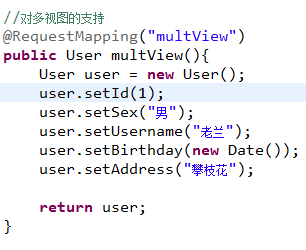 //对多视图的支持
@RequestMapping("multView")
public User multView(){
    User user = new User();
    user.setId(1);
    user.setSex("男");
    user.setUsername("老兰");
    user.setBirthday(new Date());
    user.setAddress("攀枝花");
    return user;
}